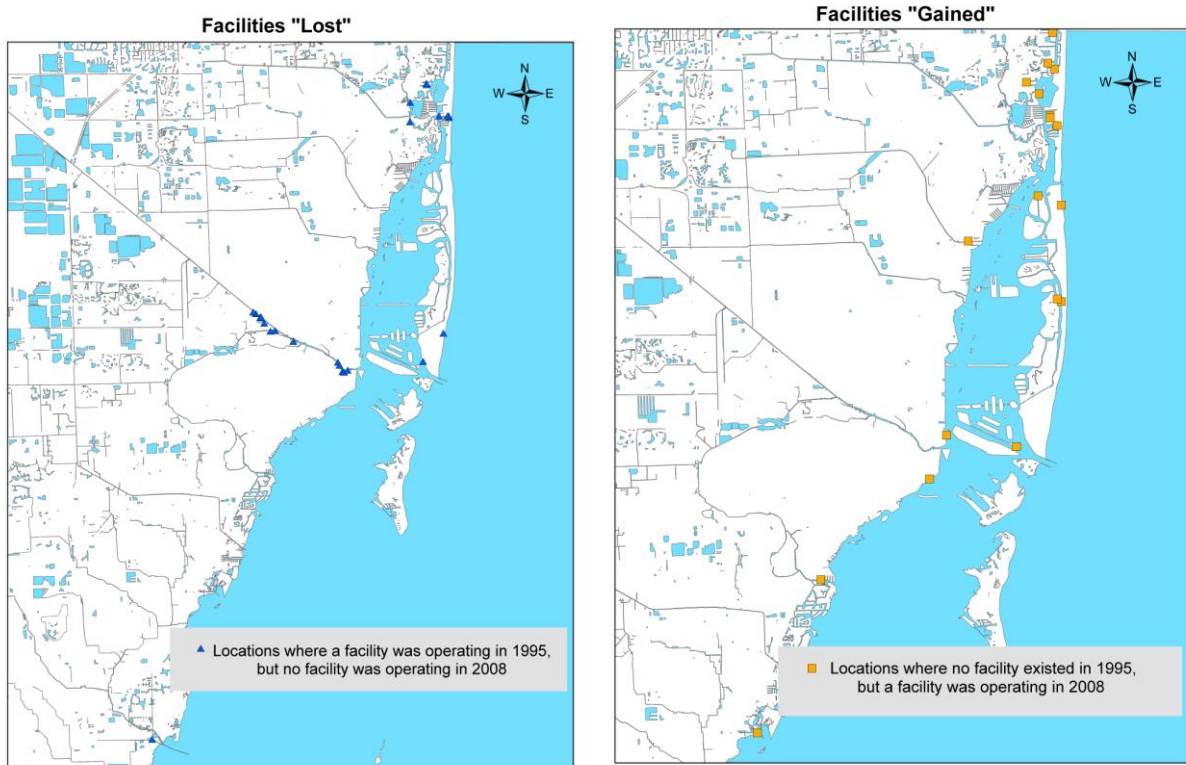 Facilities "Lost"
N
W E
S
Locations where a facility was operating in 1995,
but no facility was operating in 2008
Facilities "Gained"
N
W E
S
Locations where no facility existed in 1995,
but a facility was operating in 2008